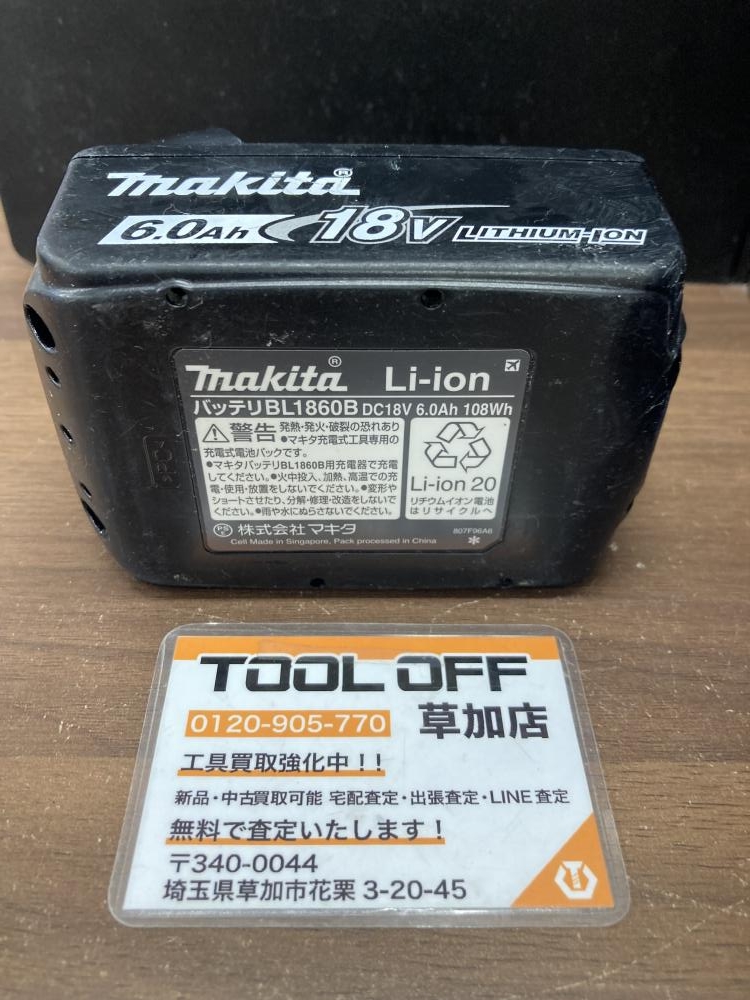 makita®
6.0Ah 18V LITHIUM-ION
makita® Li-ion
バッテリBL1860B DC18V 6.0Ah 108Wh
警告 発熱・発火・破裂の恐れあり
●マキタ充電式工具専用の
充電式電池パックです。
●マキタバッテリBL1860B用充電器で充電
してください。●火中投入、加熱、高温での充
電・使用・放置をしないでください。●変形や
ショートさせたり、分解・修理・改造をしないで
ください。●雨や水にぬらさないでください。
Li-ion 20
リチウムイオン電池
はリサイクルへ
PSE 株式会社 マキタ
807F96A6
Cell Made in Singapore, Pack processed in China
*
TOOL OFF
0120-905-770 草加店
工具買取強化中！！
新品・中古買取可能 宅配査定・出張査定・LINE査定
無料で査定いたします！
〒340-0044
埼玉県草加市花栗 3-20-45